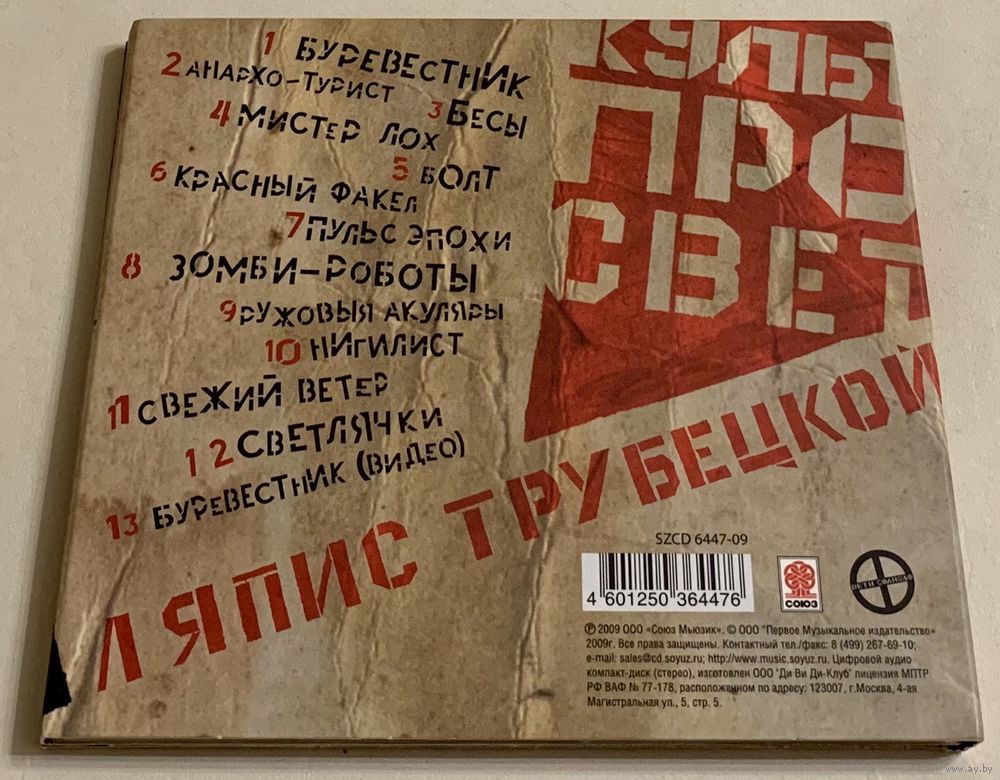 1 БУРЕВЕСТНИК
2 АНАРХО-ТУРИСТ
3 БЕСЫ
4 МИСТЕР ЛОХ
5 БОЛТ
6 КРАСНЫЙ ФАКЕЛ
7 ПУЛЬС ЭПОХИ
8 ЗОМБИ-РОБОТЫ
9 РУЖОВЫЯ АКУЛЯРЫ
10 НИГИЛИСТ
11 СВЕЖИЙ ВЕТЕР
12 СВЕТЛЯЧКИ
13 БУРЕВЕСТНИК (ВИДЕО)
КУЛЬТ
ПРО
СВЕТ
ЛЯПИС ТРУБЕЦКОЙ
SZCD 6447-09
4 601250 364476
СОЮЗ
ДЕТИ СОЛНЦА
℗ 2009 ООО «Союз Мьюзик». © ООО "Первое Музыкальное издательство"
2009г. Все права защищены. Контактный тел./факс: 8 (499) 267-69-10;
e-mail: sales@cd.soyuz.ru; http://www.music.soyuz.ru. Цифровой аудио
компакт-диск (стерео), изготовлен ООО "Ди Ви Ди-Клуб" лицензия МПТР
РФ ВАФ № 77-178, расположенном по адресу: 123007, г.Москва, 4-ая
Магистральная ул., 5, стр. 5.
www.ay.by